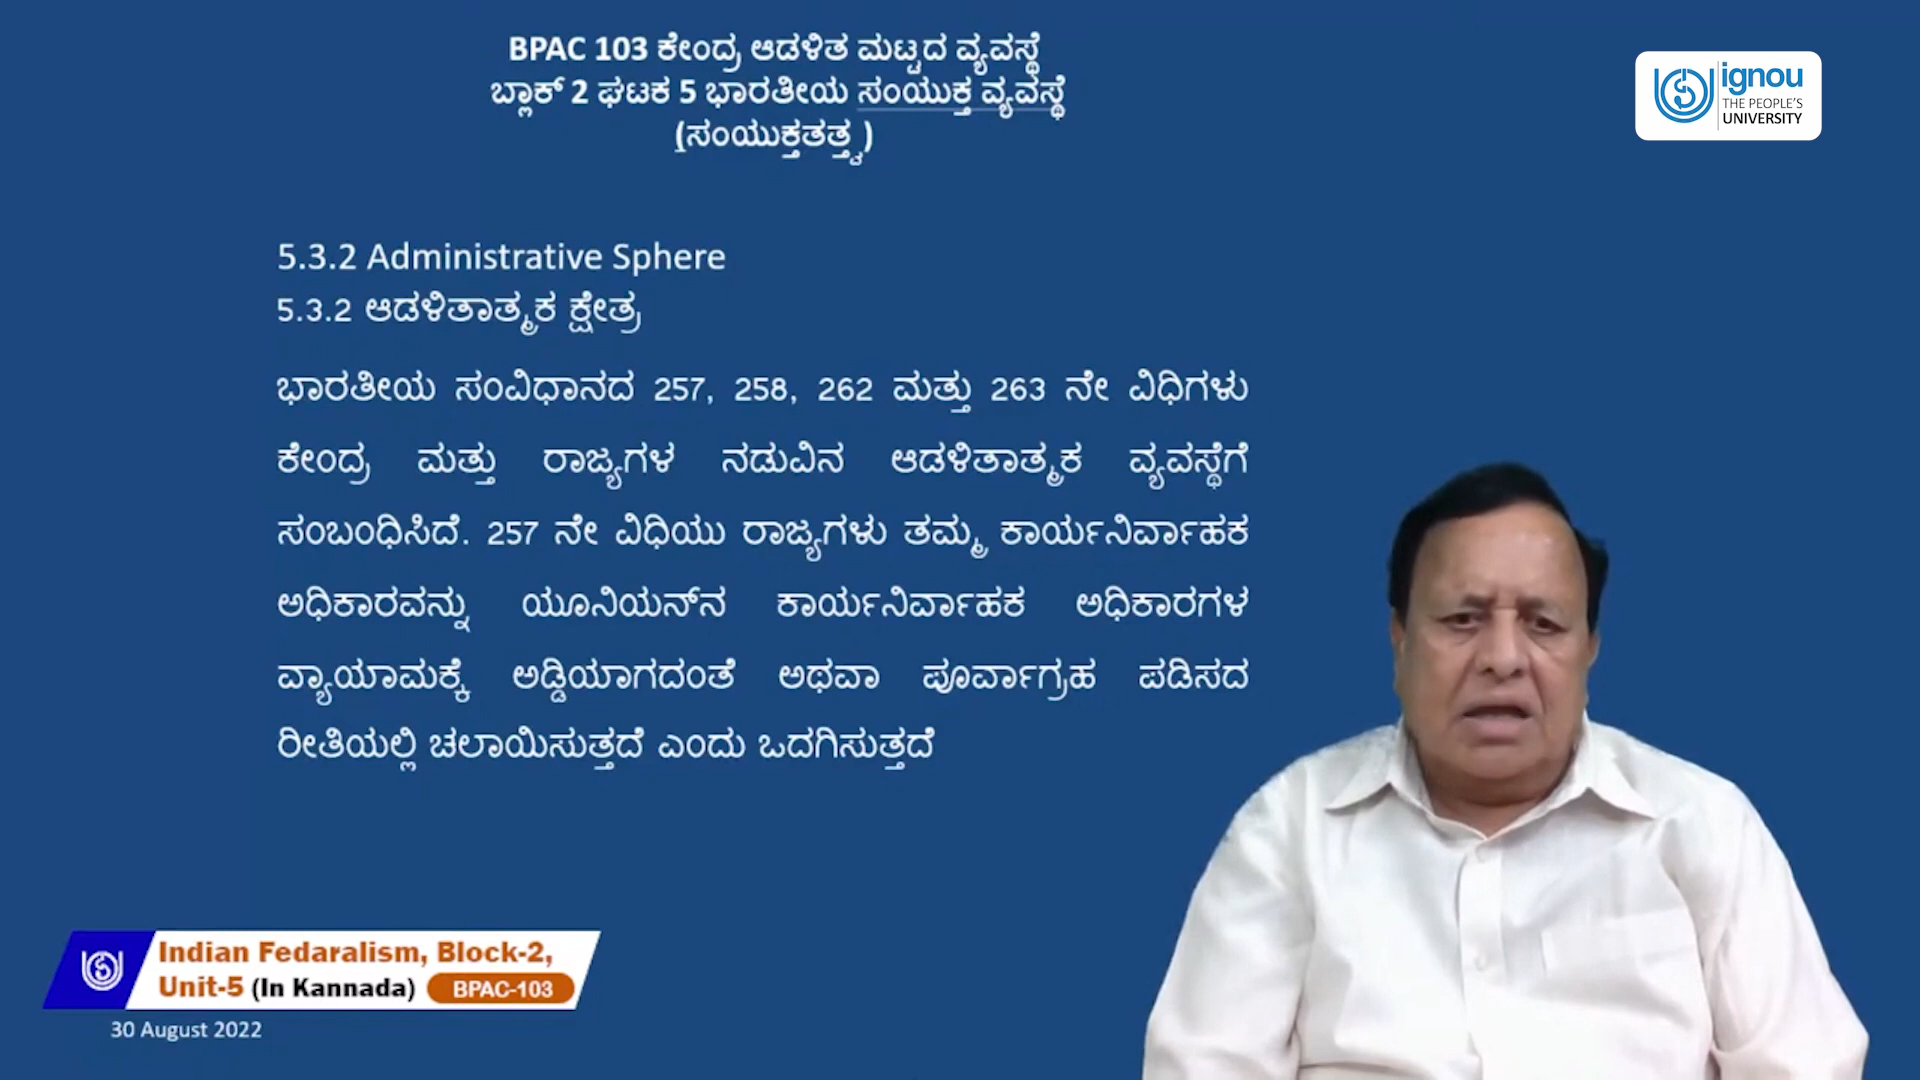 BPAC 103 ಕೇಂದ್ರ ಆಡಳಿತ ಮಟ್ಟದ ವ್ಯವಸ್ಥೆ
ಬ್ಲಾಕ್ 2 ಘಟಕ 5 ಭಾರತೀಯ ಸಂಯುಕ್ತ ವ್ಯವಸ್ಥೆ
(ಸಂಯುಕ್ತತತ್ತ್ವ)
ignou
THE PEOPLE'S
UNIVERSITY
5.3.2 Administrative Sphere
5.3.2 ಆಡಳಿತಾತ್ಮಕ ಕ್ಷೇತ್ರ
ಭಾರತೀಯ ಸಂವಿಧಾನದ 257, 258, 262 ಮತ್ತು 263 ನೇ ವಿಧಿಗಳು
ಕೇಂದ್ರ ಮತ್ತು ರಾಜ್ಯಗಳ ನಡುವಿನ ಆಡಳಿತಾತ್ಮಕ ವ್ಯವಸ್ಥೆಗೆ
ಸಂಬಂಧಿಸಿದೆ. 257 ನೇ ವಿಧಿಯು ರಾಜ್ಯಗಳು ತಮ್ಮ ಕಾರ್ಯನಿರ್ವಾಹಕ
ಅಧಿಕಾರವನ್ನು ಯೂನಿಯನ್‌ನ ಕಾರ್ಯನಿರ್ವಾಹಕ ಅಧಿಕಾರಗಳ
ವ್ಯಾಯಾಮಕ್ಕೆ ಅಡ್ಡಿಯಾಗದಂತೆ ಅಥವಾ ಪೂರ್ವಾಗ್ರಹ ಪಡಿಸದ
ರೀತಿಯಲ್ಲಿ ಚಲಾಯಿಸುತ್ತದೆ ಎಂದು ಒದಗಿಸುತ್ತದೆ
Indian Fedaralism, Block-2,
Unit-5 (In Kannada) BPAC-103
30 August 2022